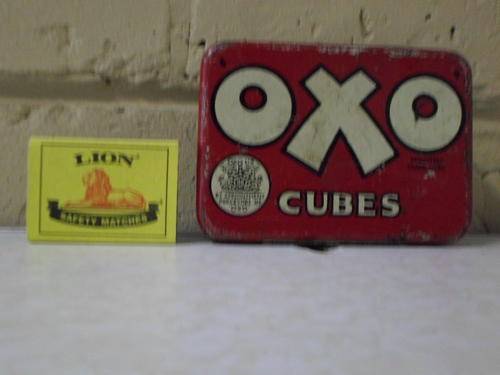 LION
SAFETY MATCHES
OXO
CUBES